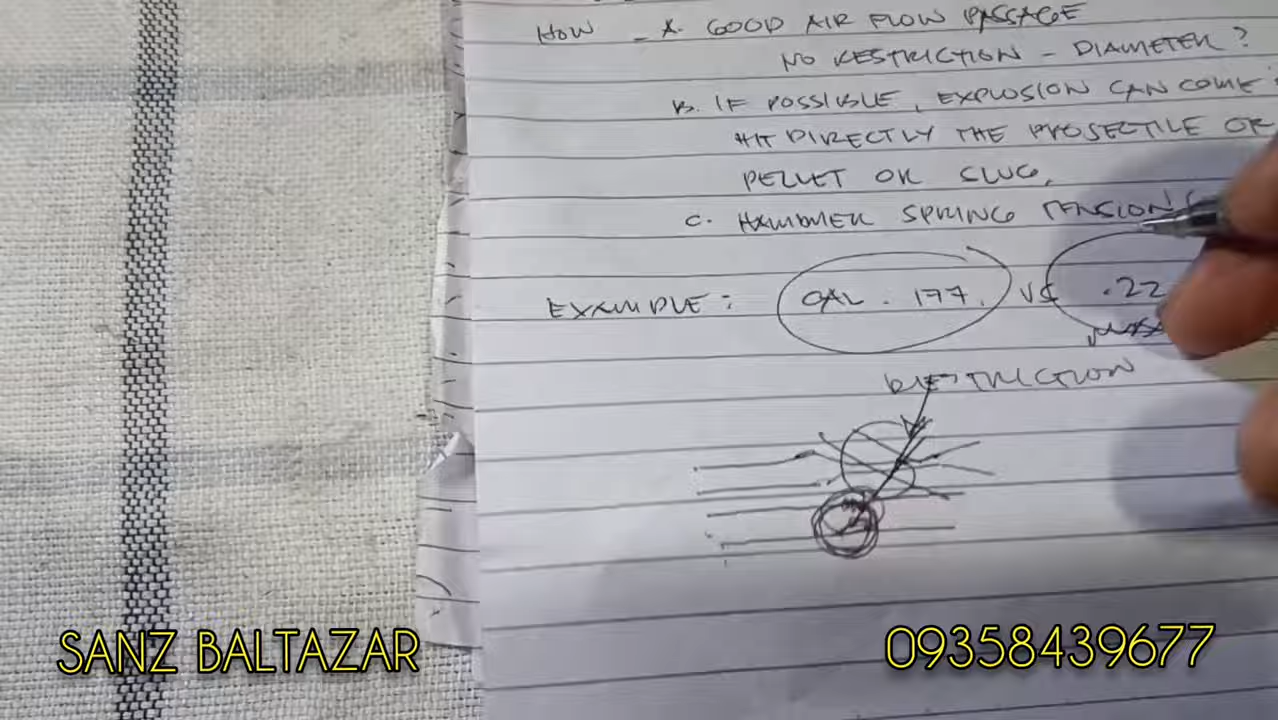 HOW - A. GOOD AIR FLOW PASSAGE
NO RESTRICTION - DIAMETER?
B. IF POSSIBLE, EXPLOSION CAN COME
HIT DIRECTLY THE PROSECTILE OR
PELLET OR SLUG.
C. HAMMER SPRING TENSION
EXAMPLE: CAL. 177. VS .22
RESTRICTION
SANZ BALTAZAR
09358439677